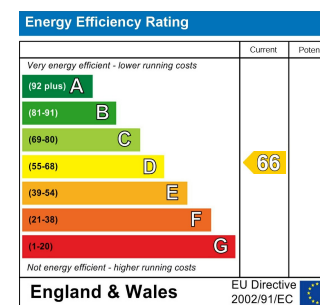 Energy Efficiency Rating
Current Poten
Very energy efficient - lower running costs
(92 plus) A
(81-91) B
(69-80) C
(55-68) D 66
(39-54) E
(21-38) F
(1-20) G
Not energy efficient - higher running costs
England & Wales
EU Directive
2002/91/EC